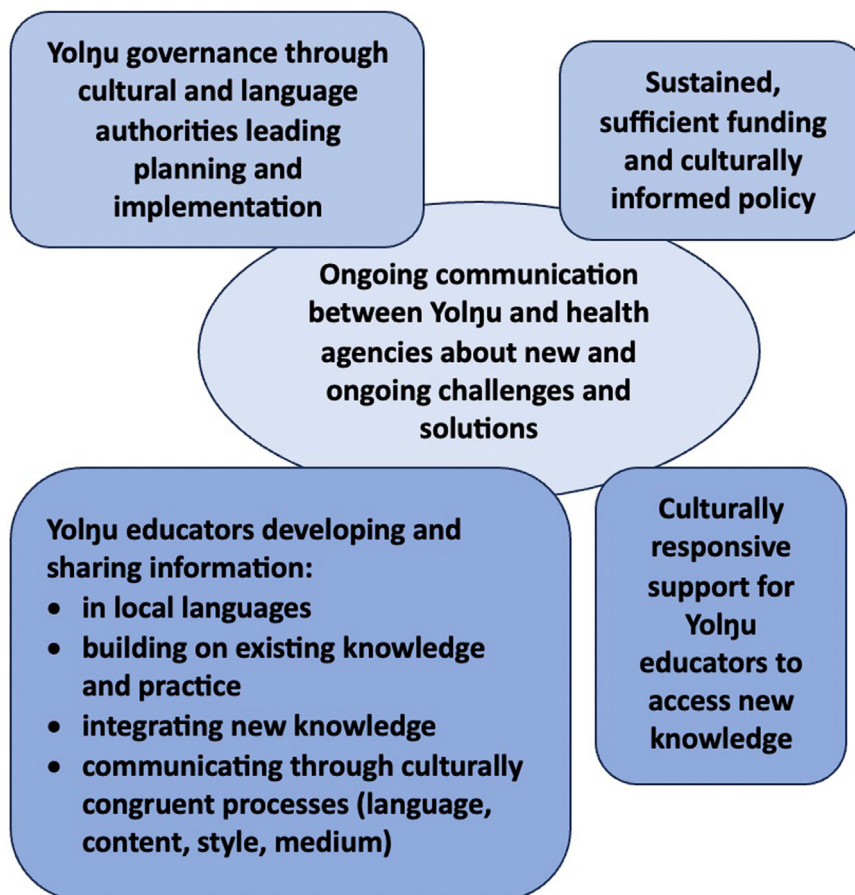 Yolŋu governance through
cultural and language
authorities leading
planning and
implementation
Sustained,
sufficient funding
and culturally
informed policy
Ongoing communication
between Yolŋu and health
agencies about new and
ongoing challenges and
solutions
Yolŋu educators developing and
sharing information:
• in local languages
• building on existing knowledge
and practice
• integrating new knowledge
• communicating through culturally
congruent processes (language,
content, style, medium)
Culturally
responsive
support for
Yolŋu
educators to
access new
knowledge